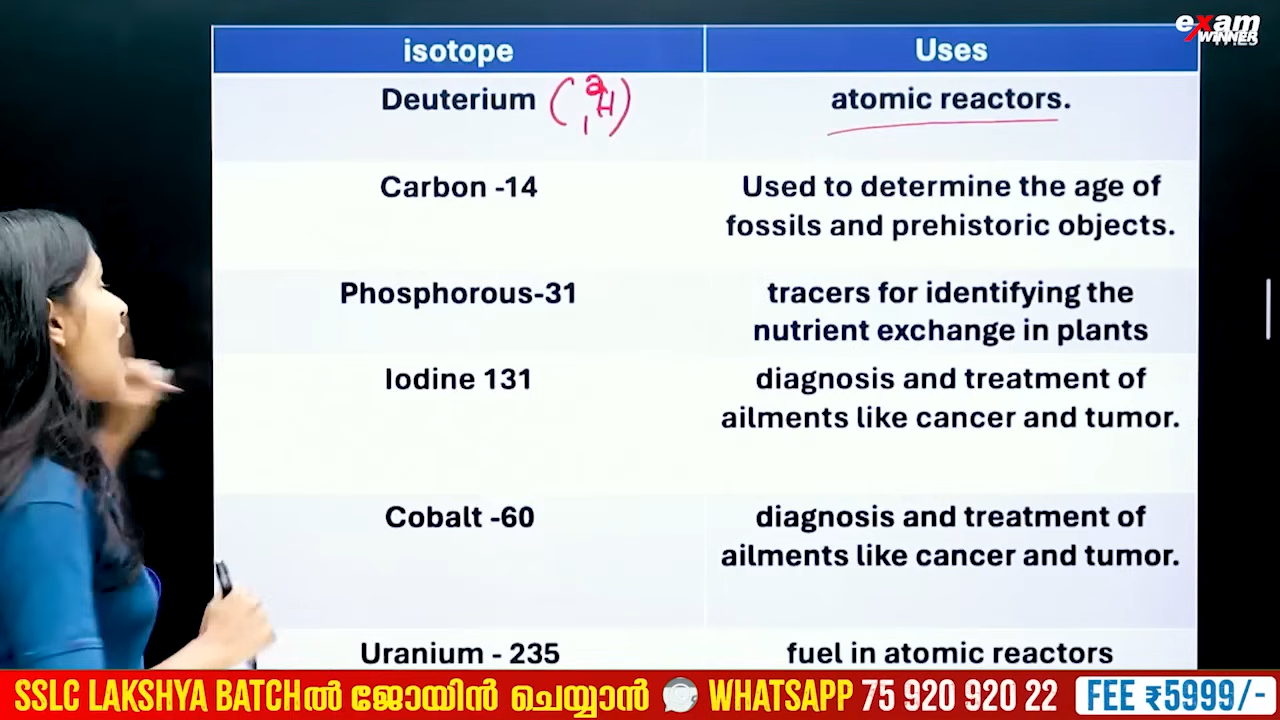 exam
WINNER
isotope Uses
Deuterium (²₁H) atomic reactors.
Carbon -14 Used to determine the age of
fossils and prehistoric objects.
Phosphorous-31 tracers for identifying the
nutrient exchange in plants
Iodine 131 diagnosis and treatment of
ailments like cancer and tumor.
Cobalt -60 diagnosis and treatment of
ailments like cancer and tumor.
Uranium - 235 fuel in atomic reactors
SSLC LAKSHYA BATCHൽ ജോയിൻ ചെയ്യാൻ WHATSAPP 75 920 920 22 FEE ₹5999/-